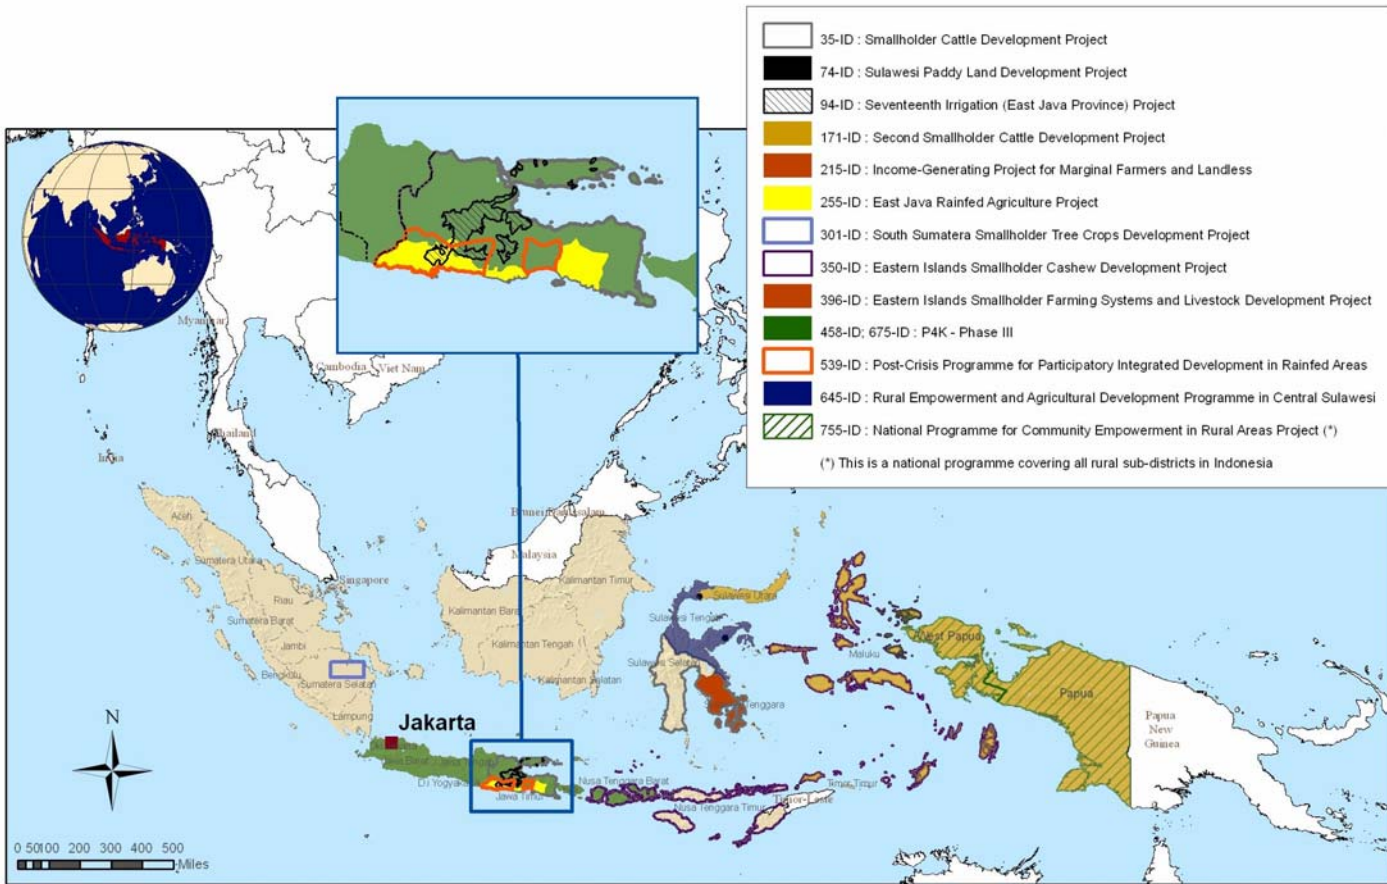 35-ID : Smallholder Cattle Development Project
74-ID : Sulawesi Paddy Land Development Project
94-ID : Seventeenth Irrigation (East Java Province) Project
171-ID : Second Smallholder Cattle Development Project
215-ID : Income-Generating Project for Marginal Farmers and Landless
255-ID : East Java Rainfed Agriculture Project
301-ID : South Sumatera Smallholder Tree Crops Development Project
350-ID : Eastern Islands Smallholder Cashew Development Project
396-ID : Eastern Islands Smallholder Farming Systems and Livestock Development Project
458-ID; 675-ID : P4K - Phase III
539-ID : Post-Crisis Programme for Participatory Integrated Development in Rainfed Areas
645-ID : Rural Empowerment and Agricultural Development Programme in Central Sulawesi
755-ID : National Programme for Community Empowerment in Rural Areas Project (*)
(*) This is a national programme covering all rural sub-districts in Indonesia
Myanmar
Cambodia
Viet Nam
Thailand
India
Aceh
Malaysia
Sumatera Utara
Singapore
Kalimantan Timur
Riau
Kalimantan Barat
Sulawesi Utara
Sumatera Barat
Sulawesi Tengah
West Papua
Jambi
Kalimantan Tengah
Maluku
Sulawesi Selatan
Bengkulu
Sumatera Selatan
Kalimantan Selatan
Papua
Lampung
Tenggara
N
Jakarta
Papua
New
Guinea
Jawa Barat
Jawa Timur
Nusa Tenggara Barat
Timor Timur
Nusa Tenggara Timur
Timor-Leste
0 50 100 200 300 400 500
Miles